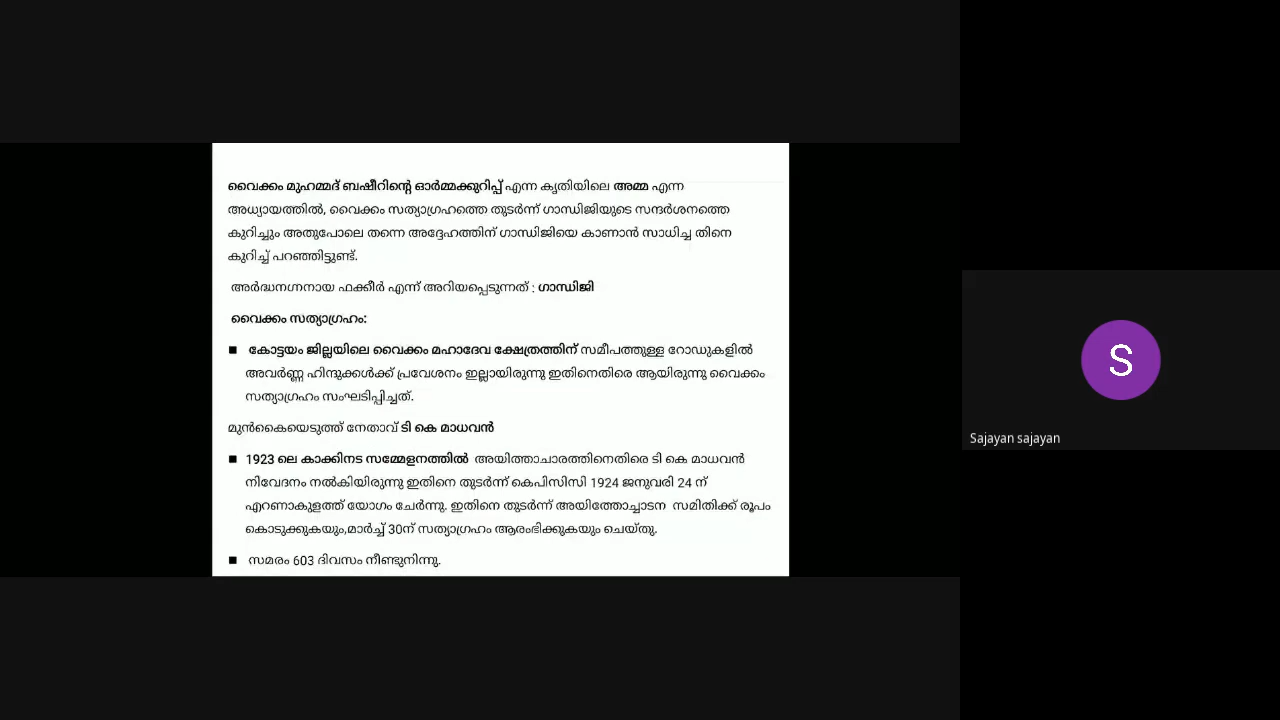 വൈക്കം മുഹമ്മദ് ബഷീറിന്റെ ഓർമ്മക്കുറിപ്പ് എന്ന കൃതിയിലെ അമ്മ എന്ന
അധ്യായത്തിൽ, വൈക്കം സത്യാഗ്രഹത്തെ തുടർന്ന് ഗാന്ധിജിയുടെ സന്ദർശനത്തെ
കുറിച്ചും അതുപോലെ തന്നെ അദ്ദേഹത്തിന് ഗാന്ധിജിയെ കാണാൻ സാധിച്ച തിനെ
കുറിച്ച് പറഞ്ഞിട്ടുണ്ട്.
അർദ്ധനഗ്നനായ ഫക്കീർ എന്ന് അറിയപ്പെടുന്നത് : ഗാന്ധിജി
വൈക്കം സത്യാഗ്രഹം:
■ കോട്ടയം ജില്ലയിലെ വൈക്കം മഹാദേവ ക്ഷേത്രത്തിന് സമീപത്തുള്ള റോഡുകളിൽ
അവർണ്ണ ഹിന്ദുക്കൾക്ക് പ്രവേശനം ഇല്ലായിരുന്നു ഇതിനെതിരെ ആയിരുന്നു വൈക്കം
സത്യാഗ്രഹം സംഘടിപ്പിച്ചത്.
മുൻകൈയെടുത്ത് നേതാവ് ടി കെ മാധവൻ
■ 1923 ലെ കാക്കിനട സമ്മേളനത്തിൽ അയിത്താചാരത്തിനെതിരെ ടി കെ മാധവൻ
നിവേദനം നൽകിയിരുന്നു ഇതിനെ തുടർന്ന് കെപിസിസി 1924 ജനുവരി 24 ന്
എറണാകുളത്ത് യോഗം ചേർന്നു. ഇതിനെ തുടർന്ന് അയിത്തോച്ചാടന സമിതിക്ക് രൂപം
കൊടുക്കുകയും,മാർച്ച് 30ന് സത്യാഗ്രഹം ആരംഭിക്കുകയും ചെയ്തു.
■ സമരം 603 ദിവസം നീണ്ടുനിന്നു.
S
Sajayan sajayan